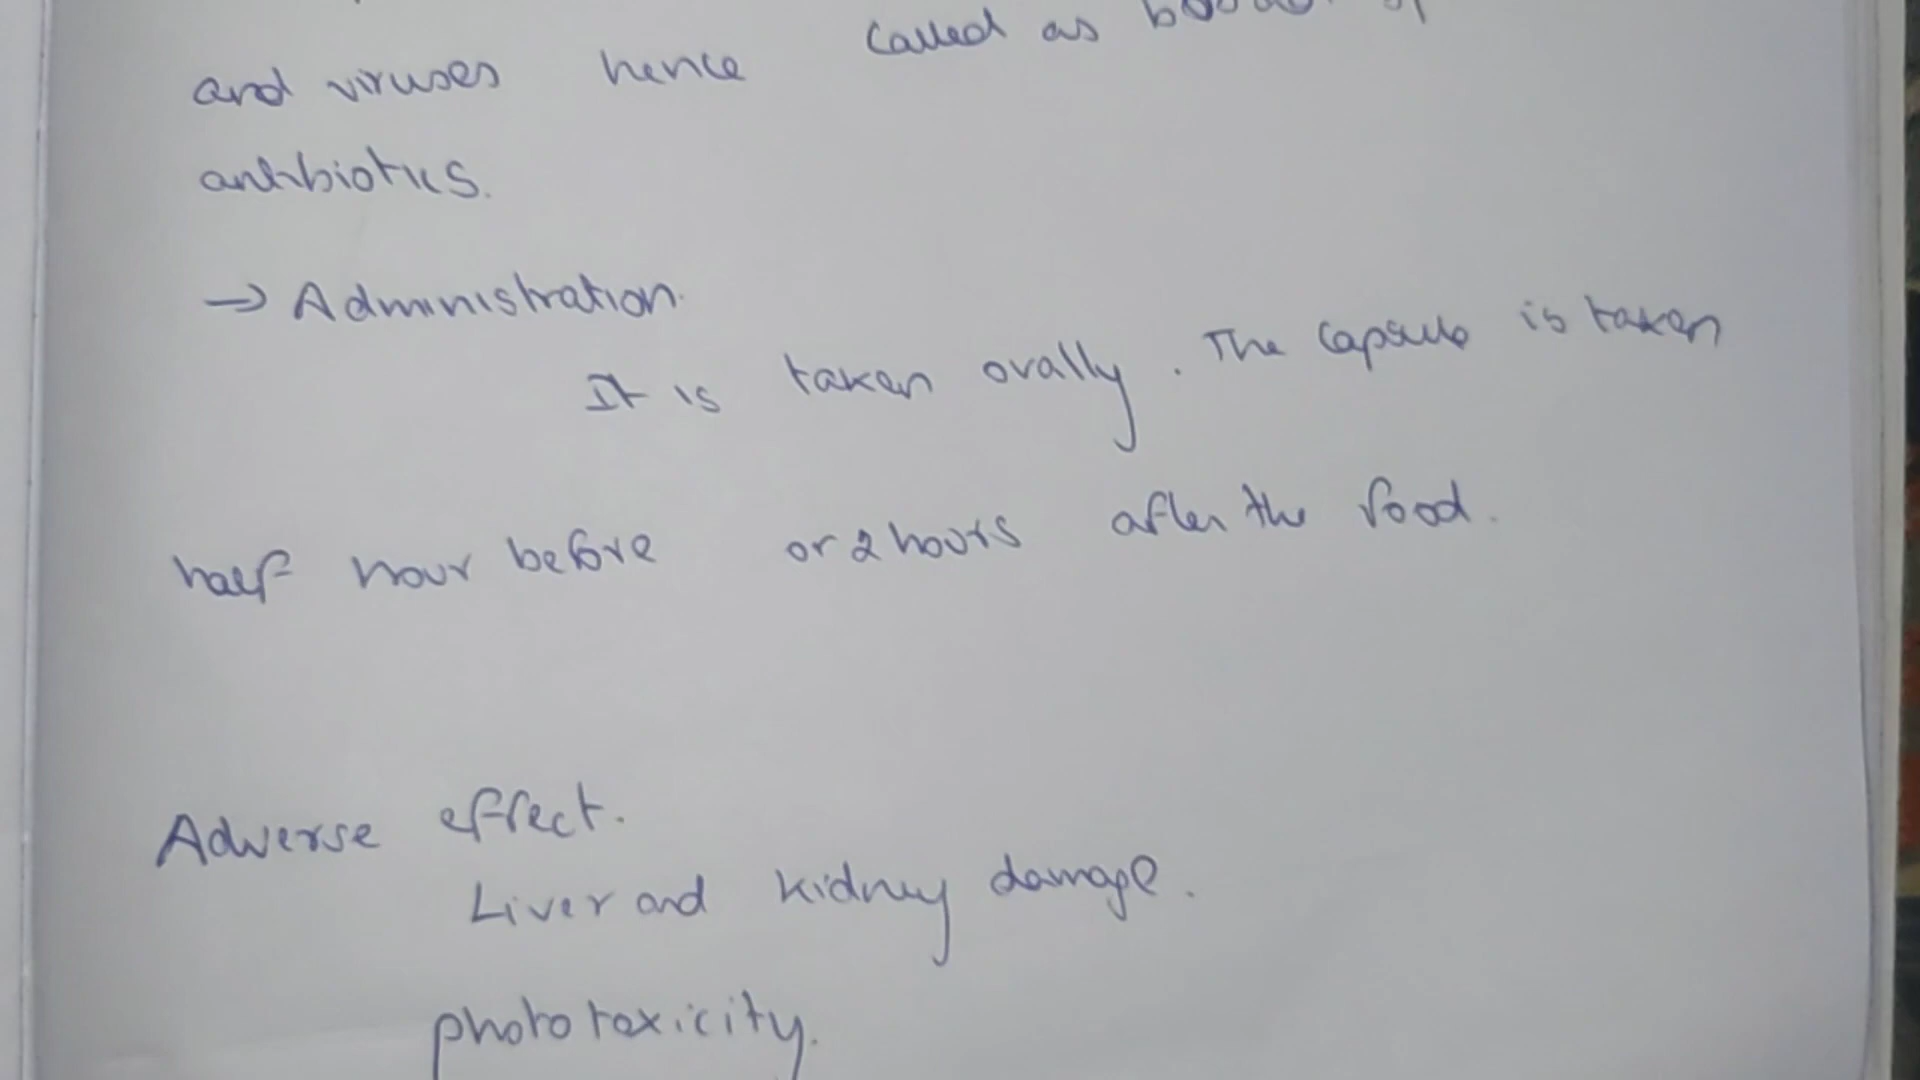 and viruses hence called as
antibiotics.
→ Administration.
It is taken orally. The capsule is taken
half hour before or 2 hours after the food.
Adverse effect.
Liver and kidney damage.
phototoxicity.